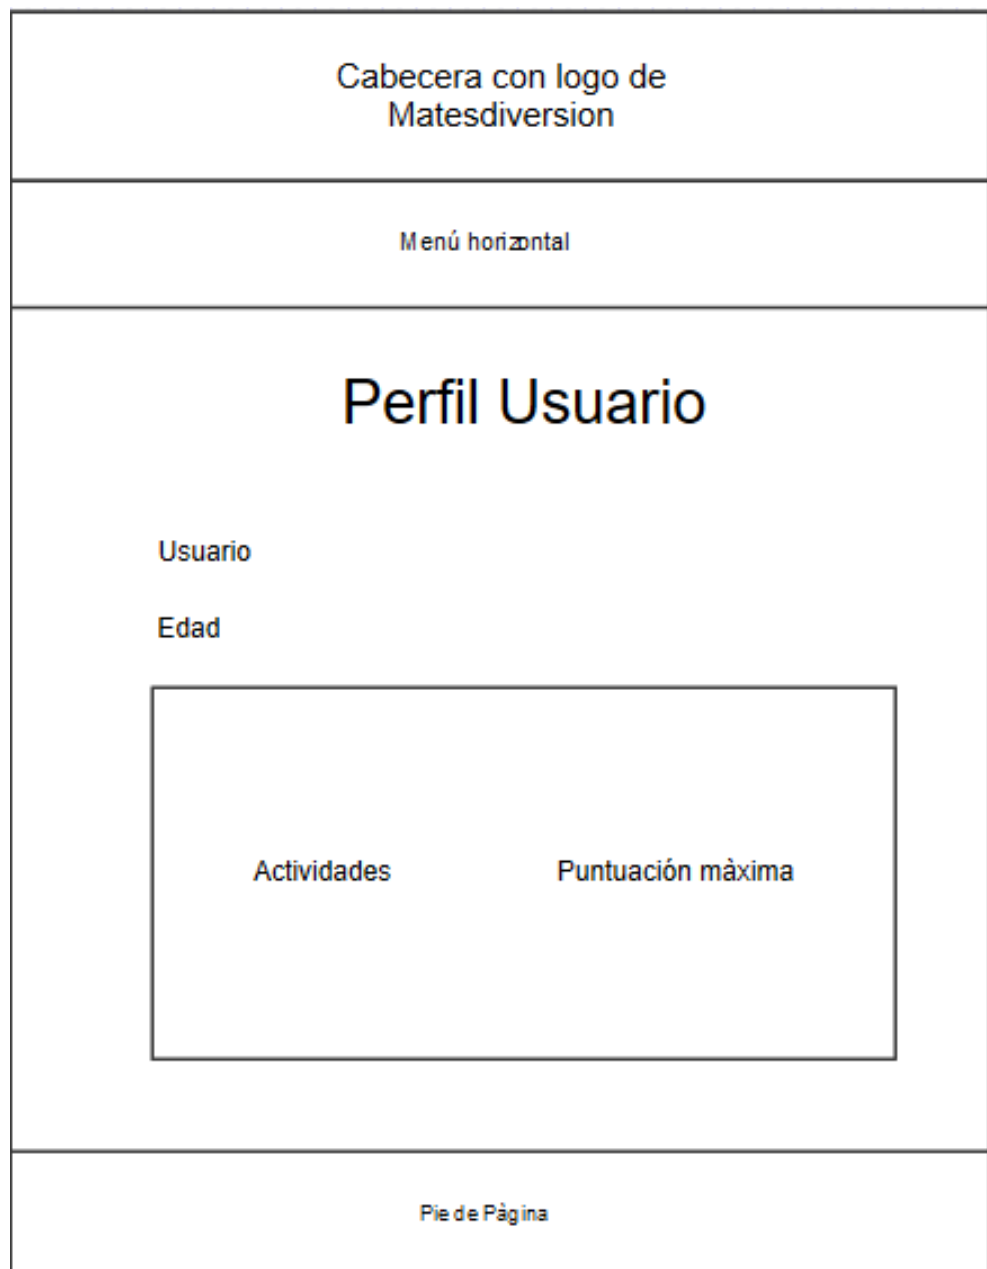 Cabecera con logo de
Matesdiversion
Menú horizontal
Perfil Usuario
Usuario
Edad
Actividades Puntuación màxima
Pie de Pàgina